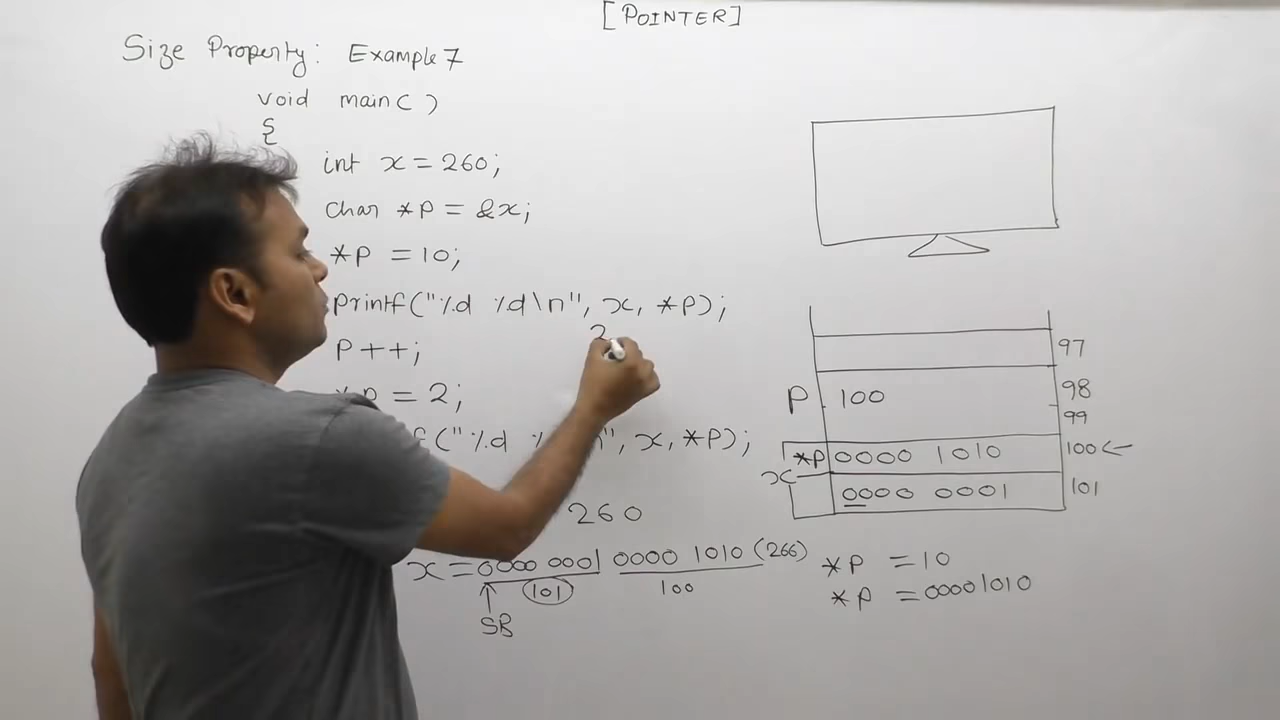 [POINTER]
Size Property: Example 7
void main( )
{
int x = 260;
char *P = &x;
*P = 10;
printf("%d %d\n", x, *P);
2
P++;
= 2;
("%d x, *P);
260
x = 0000 0001 0000 1010 (266)
101 100
SB
97
P 100 98
99
*P 0000 1010 100 ←
x
0000 0001 101
*P = 10
*P = 00001010